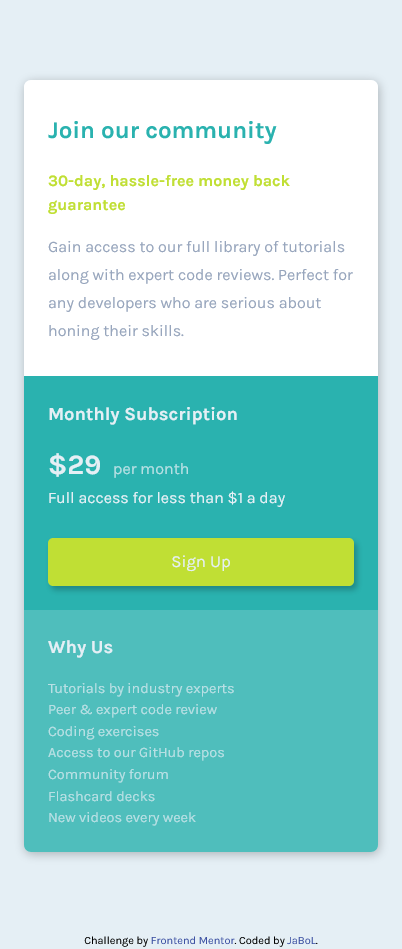 Join our community
30-day, hassle-free money back
guarantee
Gain access to our full library of tutorials
along with expert code reviews. Perfect for
any developers who are serious about
honing their skills.
Monthly Subscription
$29 per month
Full access for less than $1 a day
Sign Up
Why Us
Tutorials by industry experts
Peer & expert code review
Coding exercises
Access to our GitHub repos
Community forum
Flashcard decks
New videos every week
Challenge by Frontend Mentor. Coded by JaBoL.